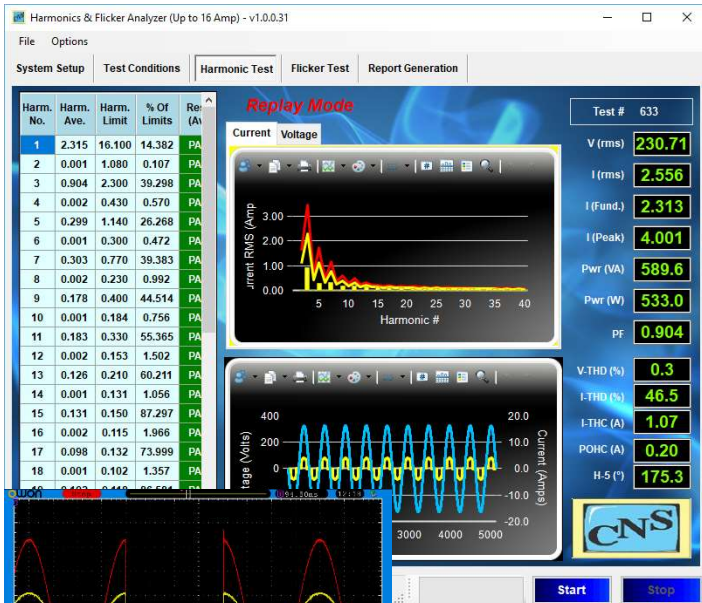 Harmonics & Flicker Analyzer (Up to 16 Amp) - v1.0.0.31
File Options
System Setup Test Conditions Harmonic Test Flicker Test Report Generation
Harm. No. Harm. Ave. Harm. Limit % Of Limits
1 2.315 16.100 14.382 PA
2 0.001 1.080 0.107 PA
3 0.904 2.300 39.298 PA
4 0.002 0.430 0.570 PA
5 0.299 1.140 26.268 PA
6 0.001 0.300 0.472 PA
7 0.303 0.770 39.383 PA
8 0.002 0.230 0.992 PA
9 0.178 0.400 44.514 PA
10 0.001 0.184 0.756 PA
11 0.183 0.330 55.365 PA
12 0.002 0.153 1.502 PA
13 0.126 0.210 60.211 PA
14 0.001 0.131 1.056 PA
15 0.131 0.150 87.297 PA
16 0.002 0.115 1.966 PA
17 0.098 0.132 73.999 PA
18 0.001 0.102 1.357 PA
Replay Mode
Current Voltage
urrent RMS (Amp
3.00
2.00
1.00
0.00
5 10 15 20 25 30 35 40
Harmonic #
tage (Volts)
400
200
0
20.0
10.0
0.0
-10.0
-20.0
Current (Amps)
3000 4000 5000
Test # 633
V (rms) 230.71
I (rms) 2.556
I (Fund.) 2.313
I (Peak) 4.001
Pwr (VA) 589.6
Pwr (W) 533.0
PF 0.904
V-THD (%) 0.3
I-THD (%) 46.5
I-THC (A) 1.07
POHC (A) 0.20
H-5 (°) 175.3
CNS
Start Stop
owon Stop